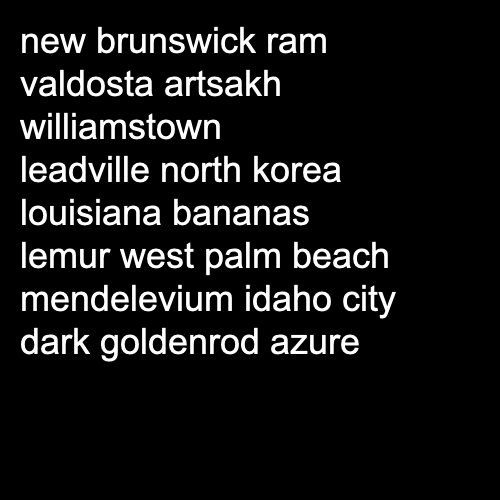 new brunswick ram
valdosta artsakh
williamstown
leadville north korea
louisiana bananas
lemur west palm beach
mendelevium idaho city
dark goldenrod azure